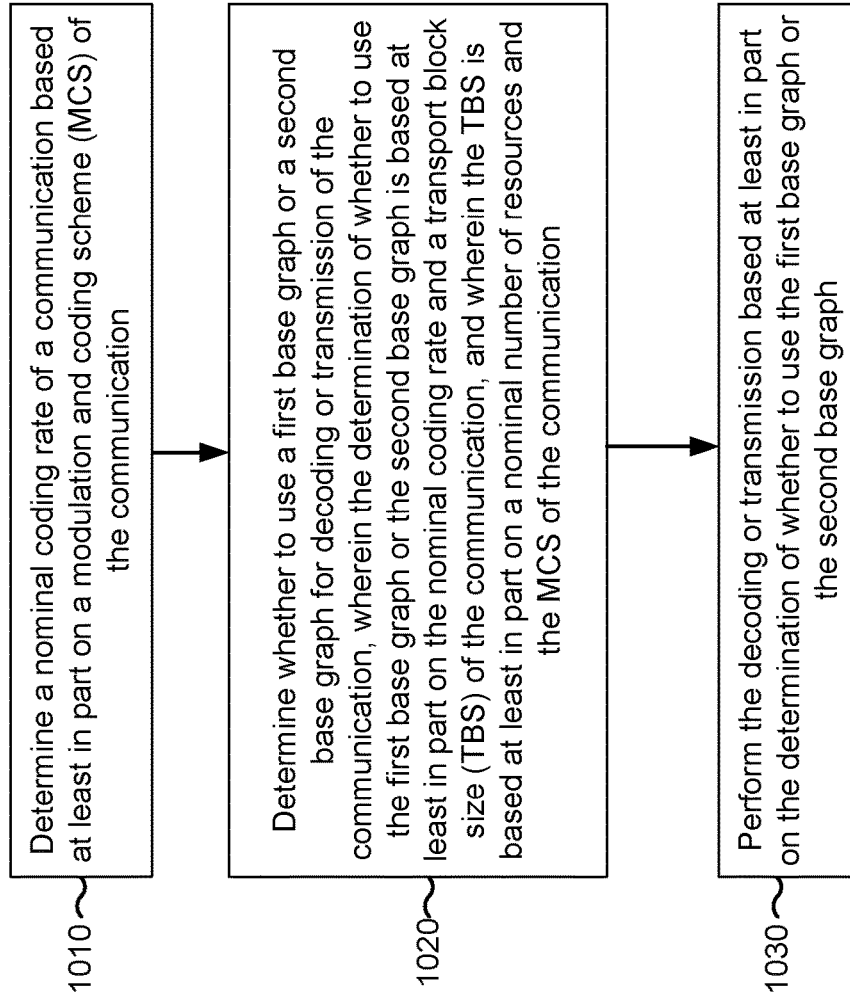 1010
Determine a nominal coding rate of a communication based
at least in part on a modulation and coding scheme (MCS) of
the communication
1020
Determine whether to use a first base graph or a second
base graph for decoding or transmission of the
communication, wherein the determination of whether to use
the first base graph or the second base graph is based at
least in part on the nominal coding rate and a transport block
size (TBS) of the communication, and wherein the TBS is
based at least in part on a nominal number of resources and
the MCS of the communication
1030
Perform the decoding or transmission based at least in part
on the determination of whether to use the first base graph or
the second base graph